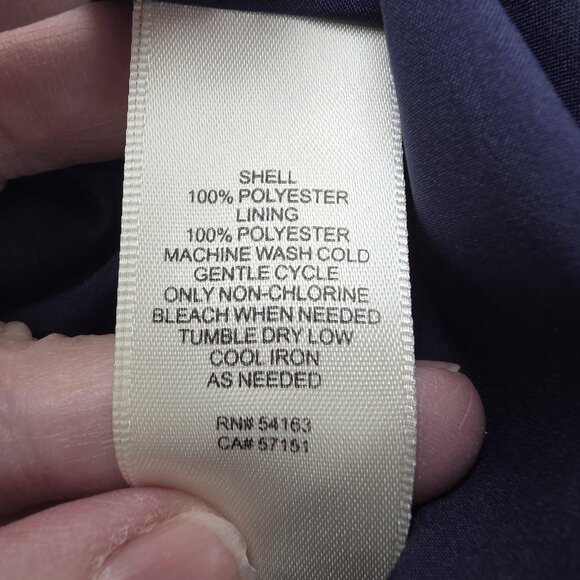 SHELL
100% POLYESTER
LINING
100% POLYESTER
MACHINE WASH COLD
GENTLE CYCLE
ONLY NON-CHLORINE
BLEACH WHEN NEEDED
TUMBLE DRY LOW
COOL IRON
AS NEEDED
RN# 54163
CA# 57151